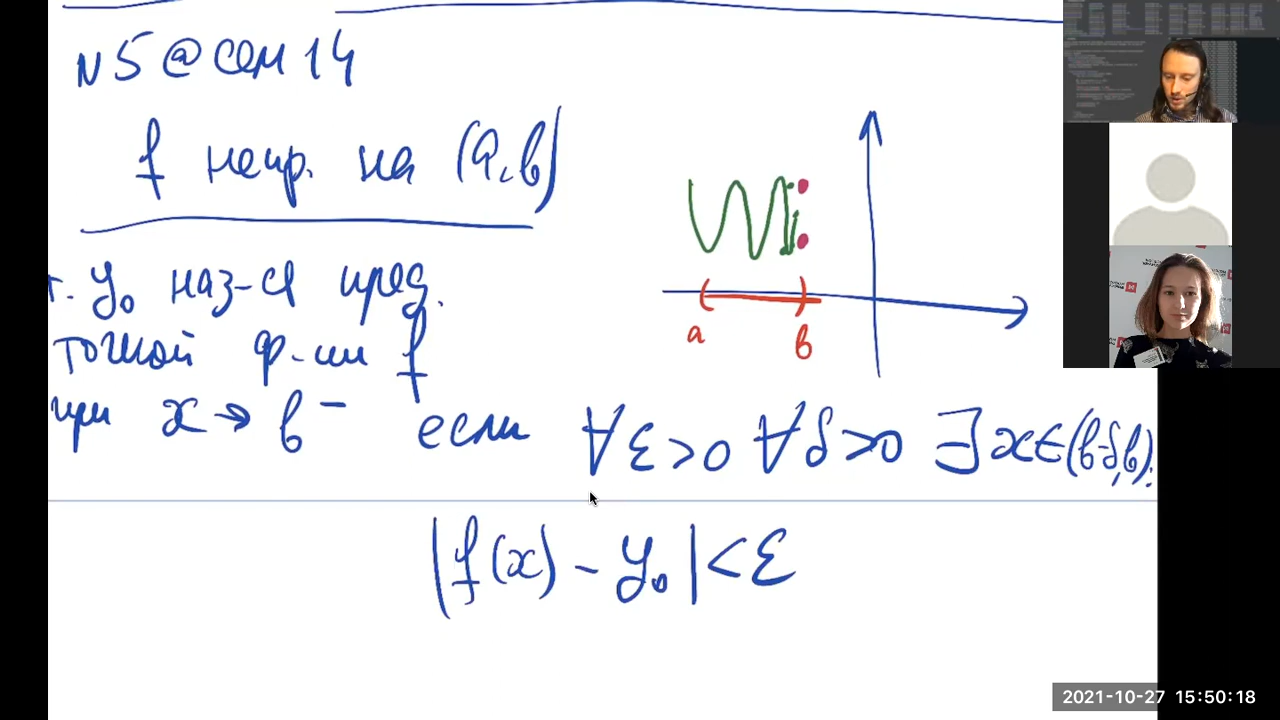 N5 @ сем 14
f непр. на (a, b)
т. y₀ наз-ся пред.
точкой ф-ии f
при x → b⁻ если ∀ε>0 ∀δ>0 ∃x∈(b-δ,b):
|f(x) - y₀| < ε
a b
2021-10-27 15:50:18